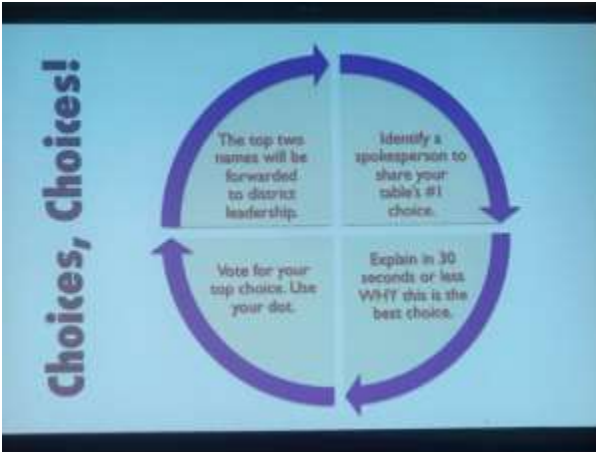 Choices, Choices!
Identify a
spokesperson to
share your
table's #1
choice.
Explain in 30
seconds or less
WHY this is the
best choice.
Vote for your
top choice. Use
your dot.
The top two
names will be
forwarded
to district
leadership.